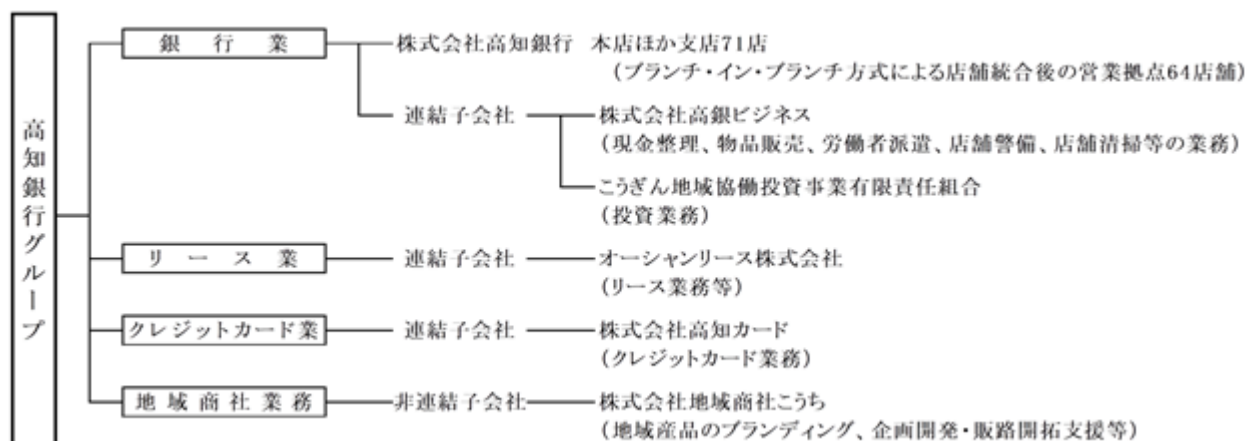 高知銀行グループ
銀行業
株式会社高知銀行 本店ほか支店71店
(ブランチ・イン・ブランチ方式による店舗統合後の営業拠点64店舗)
連結子会社
株式会社高銀ビジネス
(現金整理、物品販売、労働者派遣、店舗警備、店舗清掃等の業務)
こうぎん地域協働投資事業有限責任組合
(投資業務)
リース業
連結子会社
オーシャンリース株式会社
(リース業務等)
クレジットカード業
連結子会社
株式会社高知カード
(クレジットカード業務)
地域商社業務
非連結子会社
株式会社地域商社こうち
(地域産品のブランディング、企画開発・販路開拓支援等)